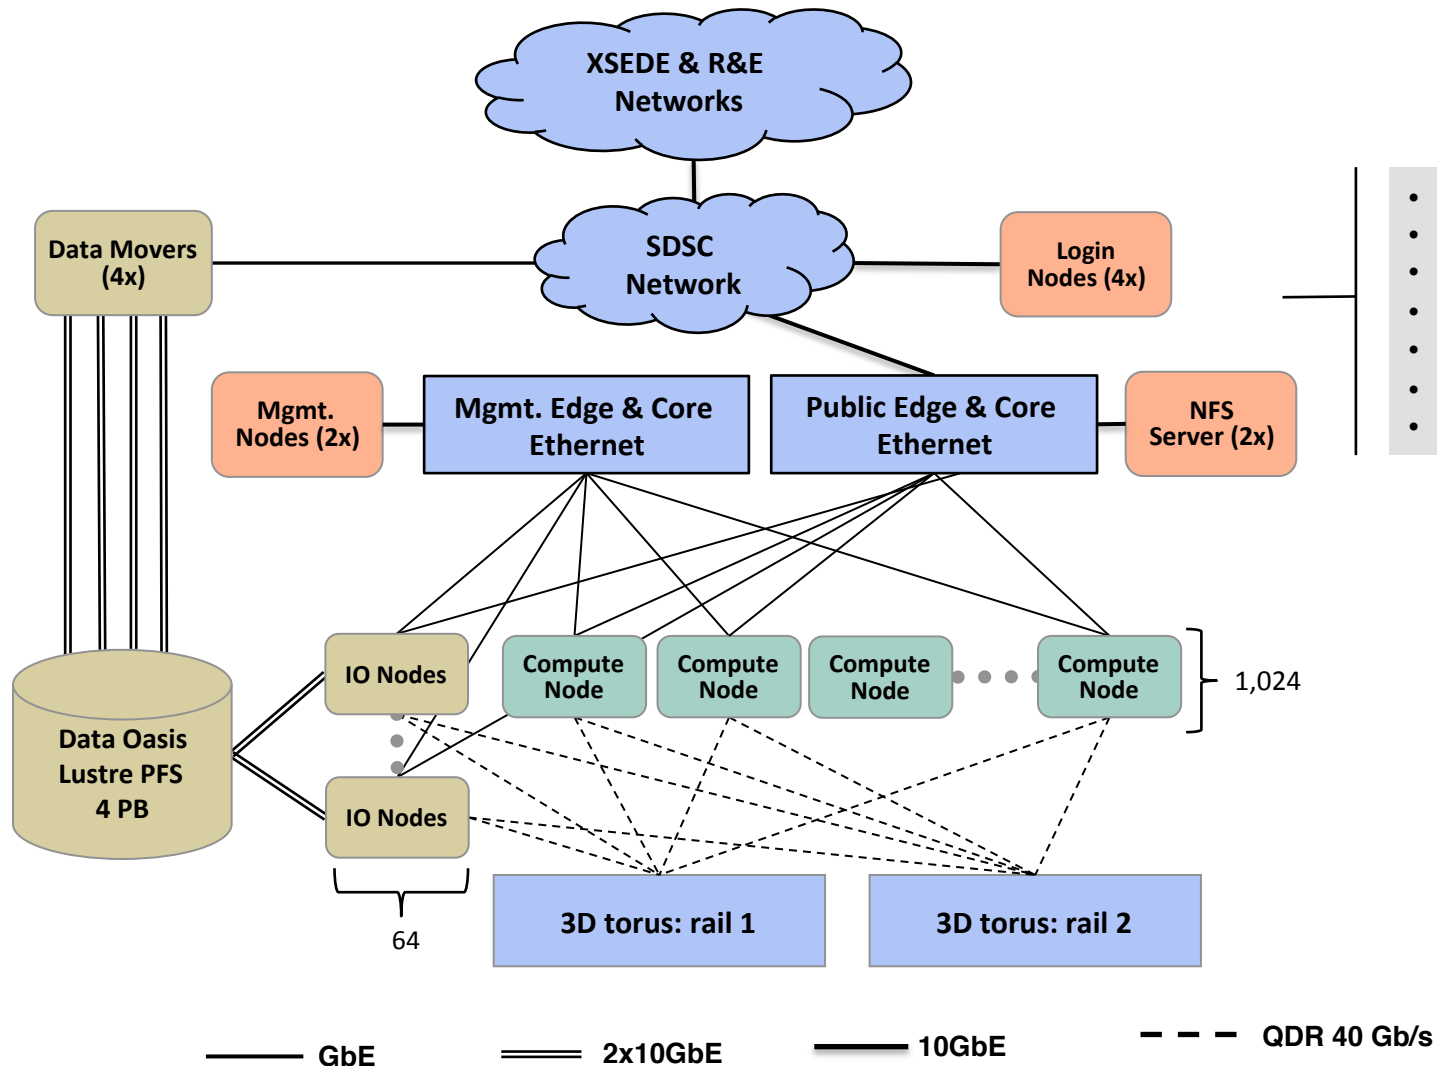 XSEDE & R&E
Networks
Data Movers
(4x)
SDSC
Network
Login
Nodes (4x)
•
•
•
•
•
•
•
Mgmt.
Nodes (2x)
Mgmt. Edge & Core
Ethernet
Public Edge & Core
Ethernet
NFS
Server (2x)
IO Nodes
Compute
Node
Compute
Node
Compute
Node
Compute
Node
1,024
Data Oasis
Lustre PFS
4 PB
IO Nodes
64
3D torus: rail 1
3D torus: rail 2
GbE
2x10GbE
10GbE
QDR 40 Gb/s